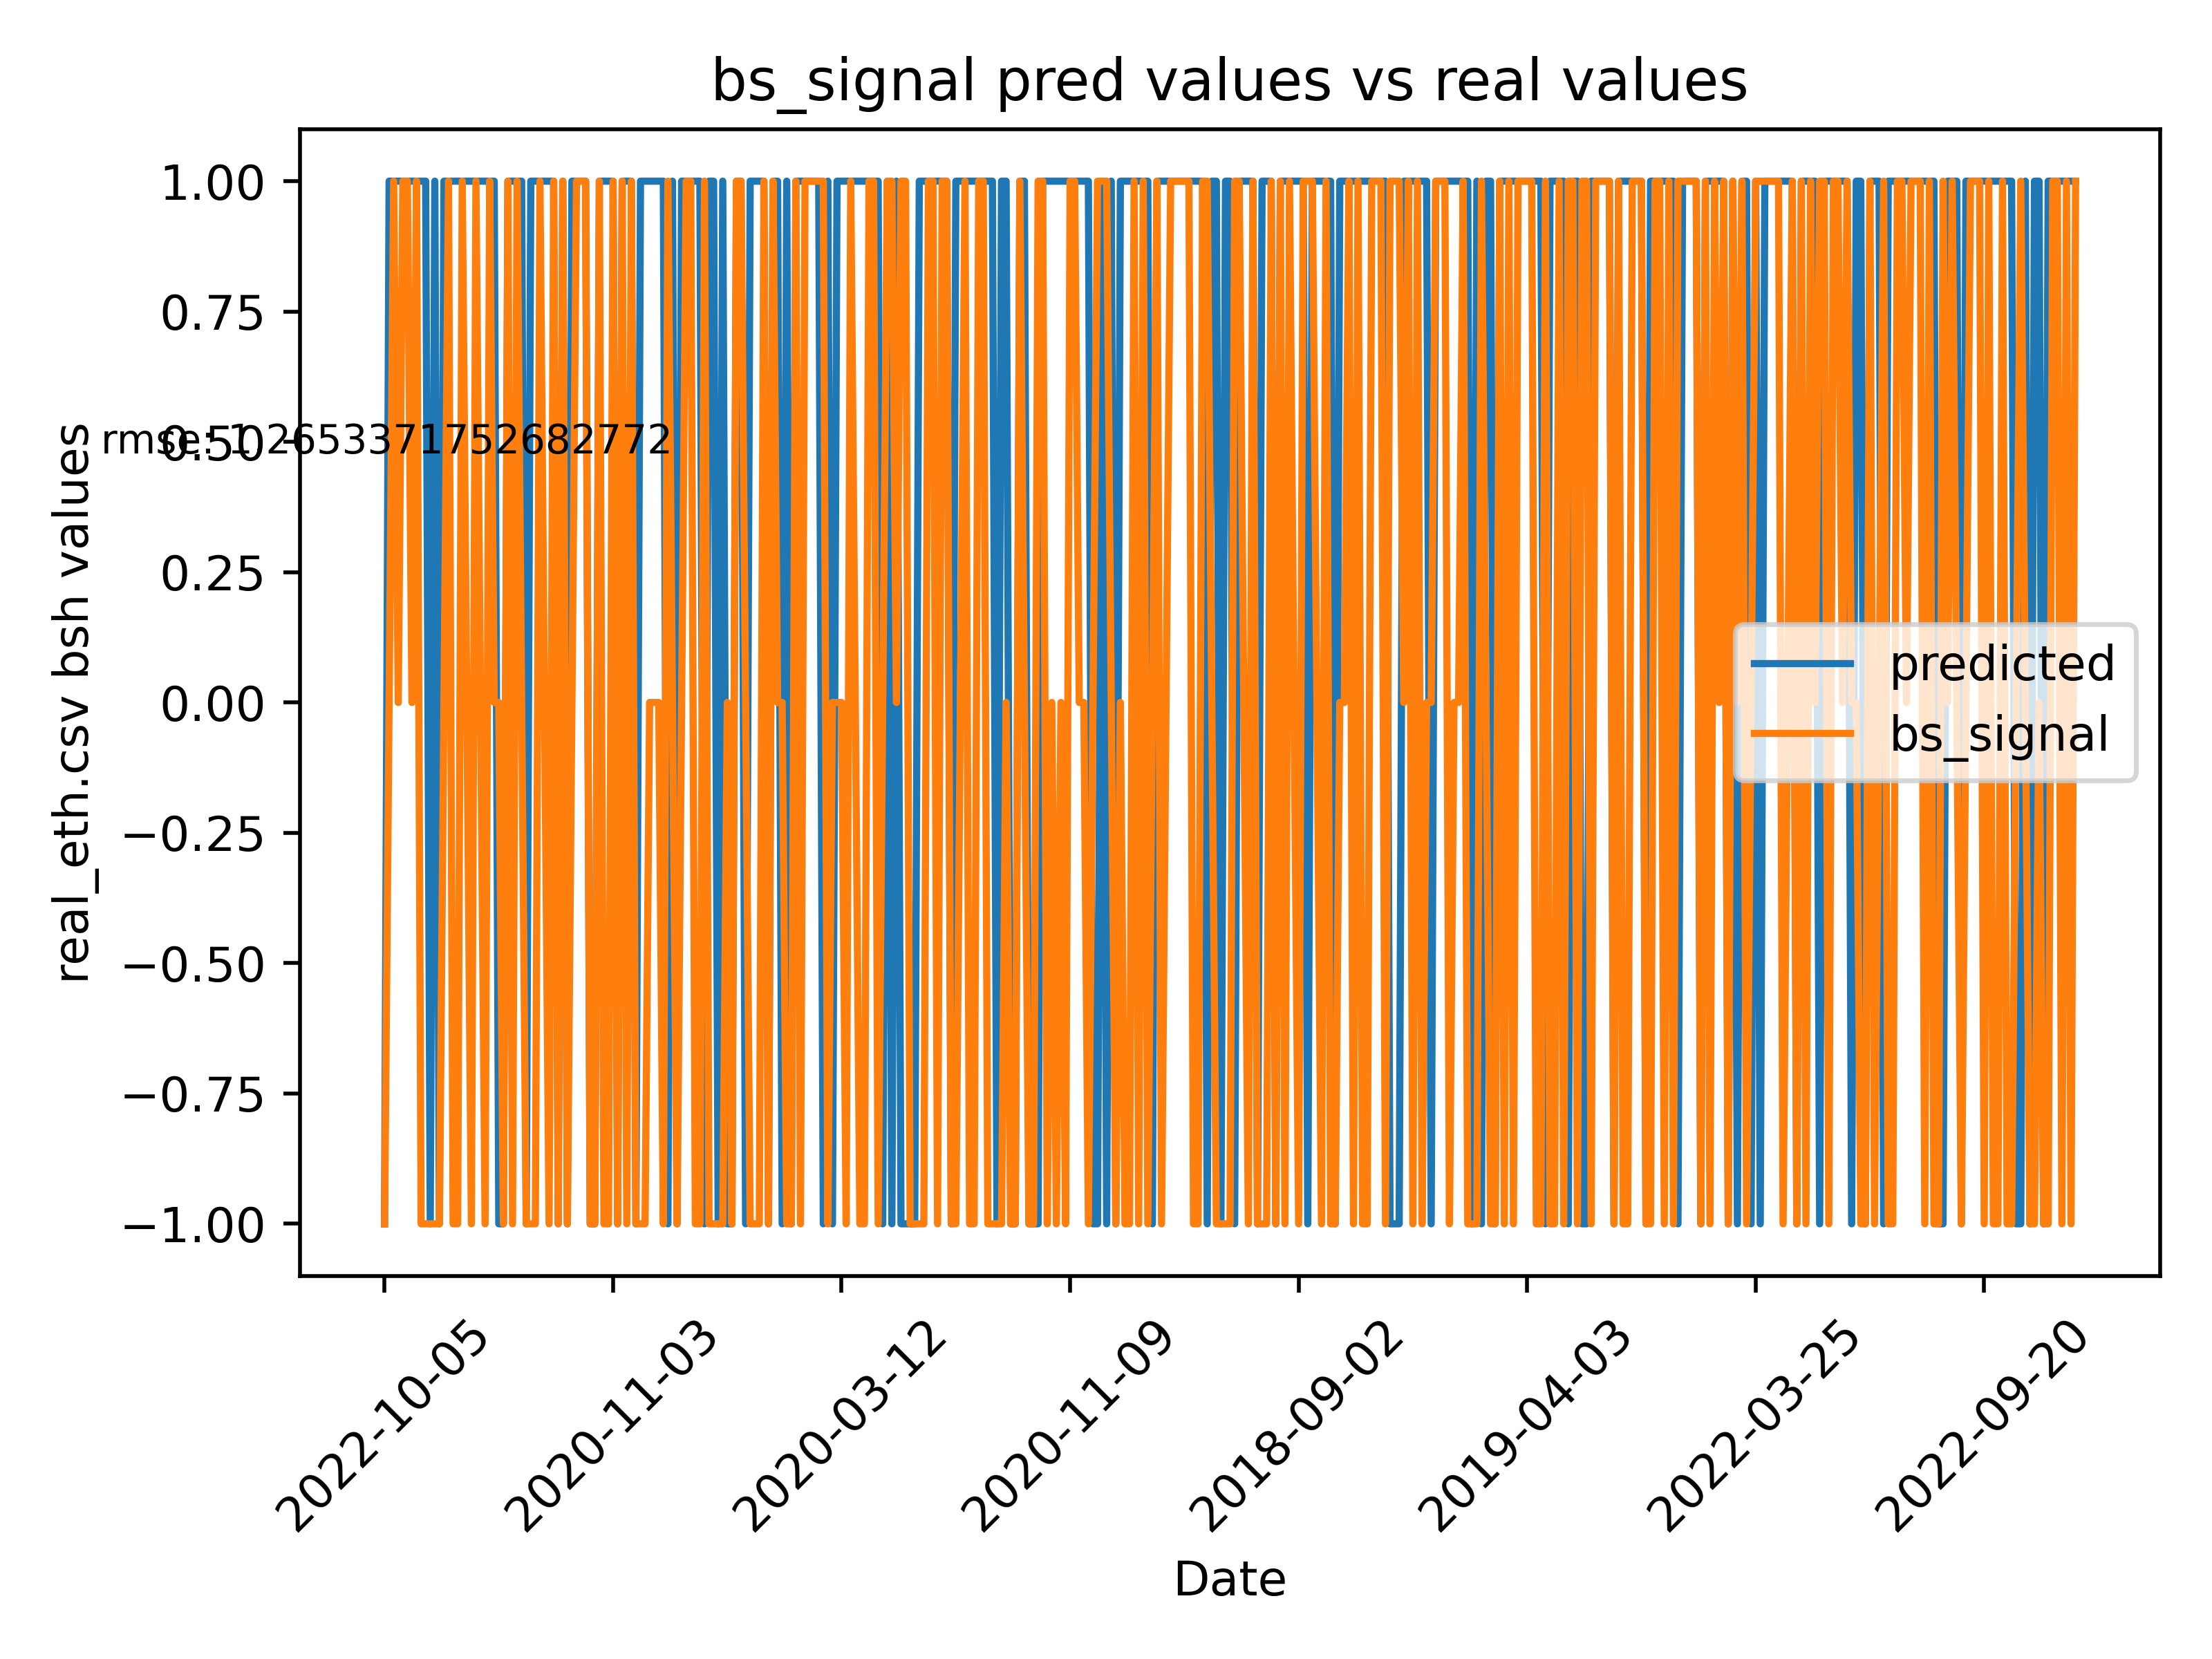 bs_signal pred values vs real values
real_eth.csv bsh values
1.00
0.75
0.50
rmse: 1.265337175268​2772
0.25
0.00
−0.25
−0.50
−0.75
−1.00
predicted
bs_signal
2022-10-05
2020-11-03
2020-03-12
2020-11-09
2018-09-02
2019-04-03
2022-03-25
2022-09-20
Date